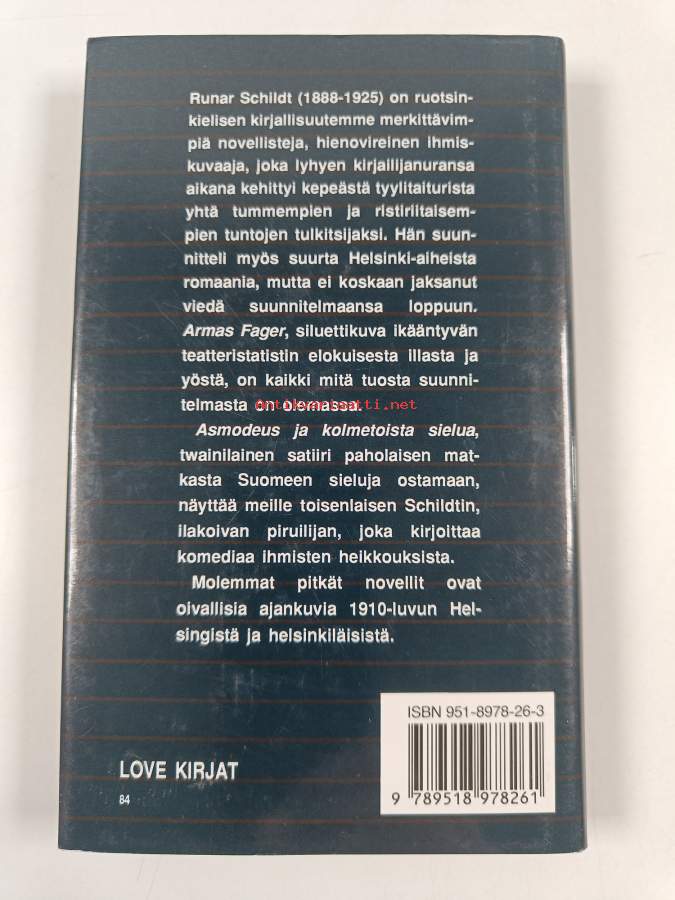 Runar Schildt (1888-1925) on ruotsin-
kielisen kirjallisuutemme merkittävim-
piä novellisteja, hienovireinen ihmis-
kuvaaja, joka lyhyen kirjailijanuransa
aikana kehittyi kepeästä tyylitaiturista
yhtä tummempien ja ristiriitaisem-
pien tuntojen tulkitsijaksi. Hän suun-
nitteli myös suurta Helsinki-aiheista
romaania, mutta ei koskaan jaksanut
viedä suunnitelmaansa loppuun.
Armas Fager, siluettikuva ikääntyvän
teatteristatistin elokuisesta illasta ja
yöstä, on kaikki mitä tuosta suunni-
telmasta on olemassa.
antikvariaatti.net
Asmodeus ja kolmetoista sielua,
twainilainen satiiri paholaisen mat-
kasta Suomeen sieluja ostamaan,
näyttää meille toisenlaisen Schildtin,
ilakoivan piruilijan, joka kirjoittaa
komediaa ihmisten heikkouksista.
Molemmat pitkät novellit ovat
oivallisia ajankuvia 1910-luvun Hel-
singistä ja helsinkiläisistä.
ISBN 951-8978-26-3
9 789518 978261
LOVE KIRJAT
84